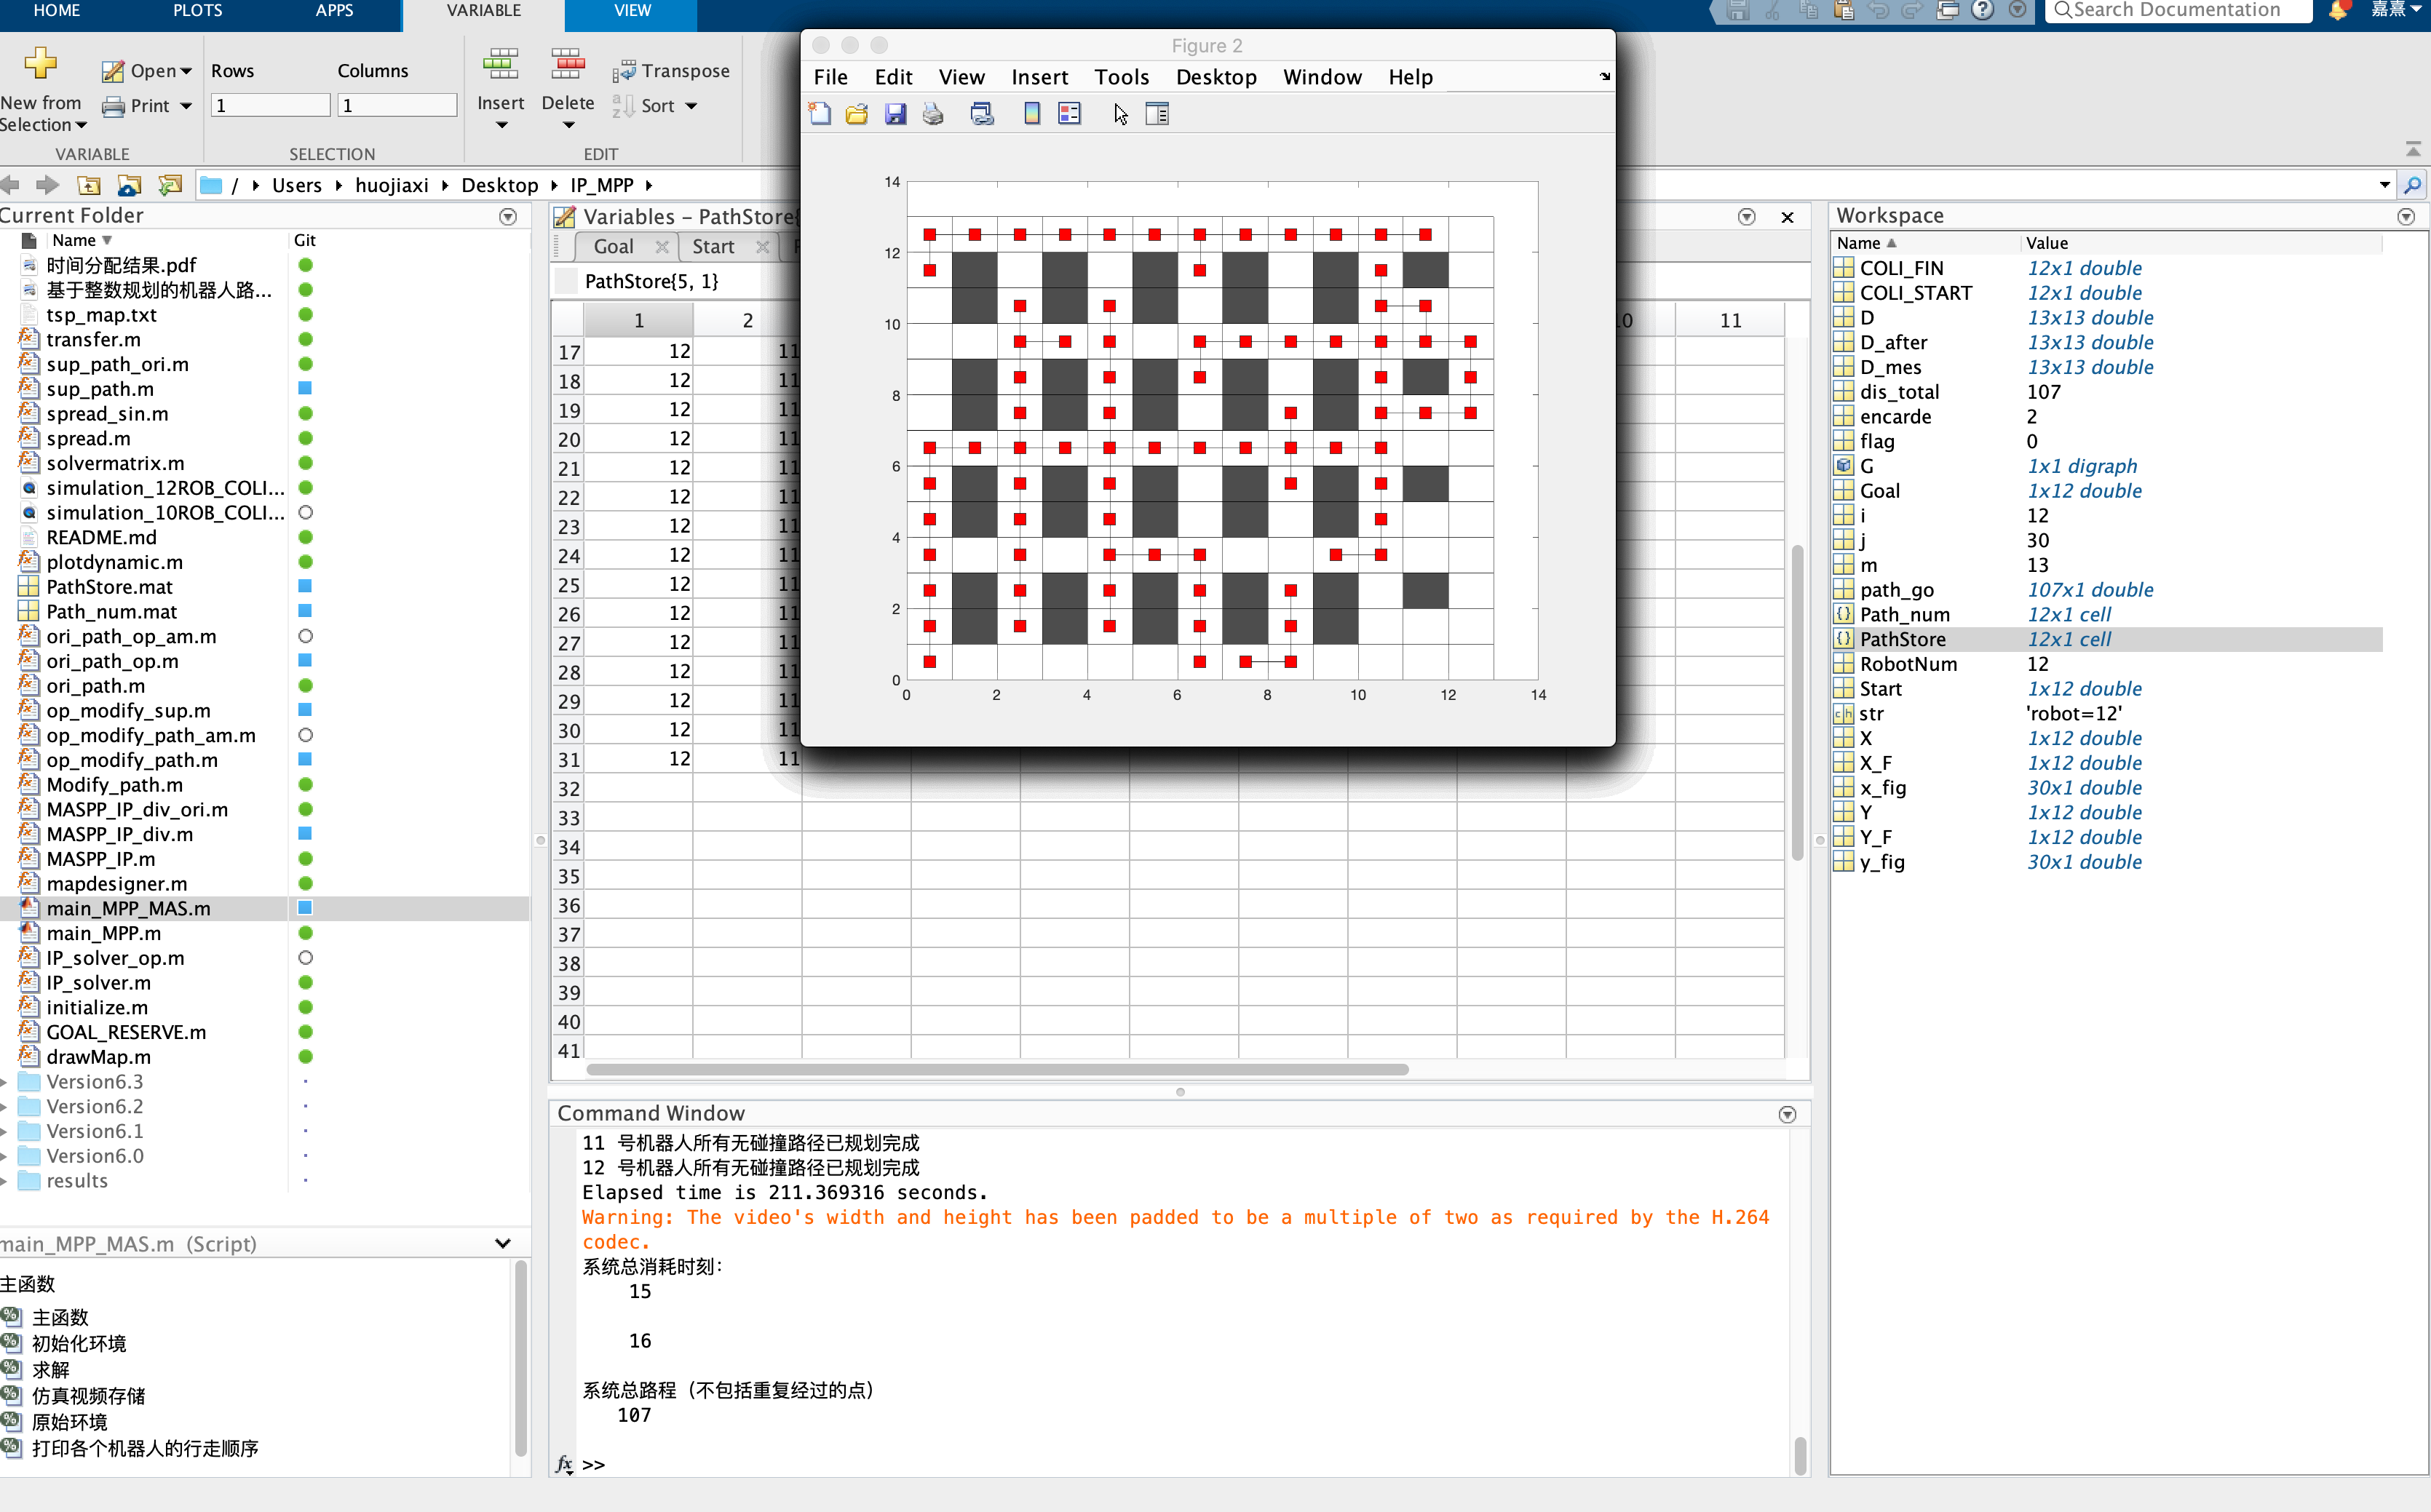 HOME PLOTS APPS VARIABLE VIEW
Search Documentation 嘉熹
New from Selection
Open
Print
Rows Columns
1 1
Insert Delete
Transpose
Sort
VARIABLE SELECTION EDIT
/ Users huojiaxi Desktop IP_MPP
Current Folder
Name Git
时间分配结果.pdf
基于整数规划的机器人路...
tsp_map.txt
transfer.m
sup_path_ori.m
sup_path.m
spread_sin.m
spread.m
solvermatrix.m
simulation_12ROB_COLI...
simulation_10ROB_COLI...
README.md
plotdynamic.m
PathStore.mat
Path_num.mat
ori_path_op_am.m
ori_path_op.m
ori_path.m
op_modify_sup.m
op_modify_path_am.m
op_modify_path.m
Modify_path.m
MASPP_IP_div_ori.m
MASPP_IP_div.m
MASPP_IP.m
mapdesigner.m
main_MPP_MAS.m
main_MPP.m
IP_solver_op.m
IP_solver.m
initialize.m
GOAL_RESERVE.m
drawMap.m
Version6.3
Version6.2
Version6.1
Version6.0
results
main_MPP_MAS.m (Script)
主函数
主函数
初始化环境
求解
仿真视频存储
原始环境
打印各个机器人的行走顺序
Variables – PathStore
Goal Start
PathStore{5, 1}
1 2 11
17 12 11
18 12 11
19 12 11
20 12 11
21 12 11
22 12 11
23 12 11
24 12 11
25 12 11
26 12 11
27 12 11
28 12 11
29 12 11
30 12 11
31 12 11
32
33
34
35
36
37
38
39
40
41
Figure 2
File Edit View Insert Tools Desktop Window Help
14
12
10
8
6
4
2
0
0 2 4 6 8 10 12 14
Command Window
11 号机器人所有无碰撞路径已规划完成
12 号机器人所有无碰撞路径已规划完成
Elapsed time is 211.369316 seconds.
Warning: The video's width and height has been padded to be a multiple of two as required by the H.264
codec.
系统总消耗时刻：
15
16
系统总路程（不包括重复经过的点）
107
fx >>
Workspace
Name Value
COLI_FIN 12x1 double
COLI_START 12x1 double
D 13x13 double
D_after 13x13 double
D_mes 13x13 double
dis_total 107
encarde 2
flag 0
G 1x1 digraph
Goal 1x12 double
i 12
j 30
m 13
path_go 107x1 double
Path_num 12x1 cell
PathStore 12x1 cell
RobotNum 12
Start 1x12 double
str 'robot=12'
X 1x12 double
X_F 1x12 double
x_fig 30x1 double
Y 1x12 double
Y_F 1x12 double
y_fig 30x1 double